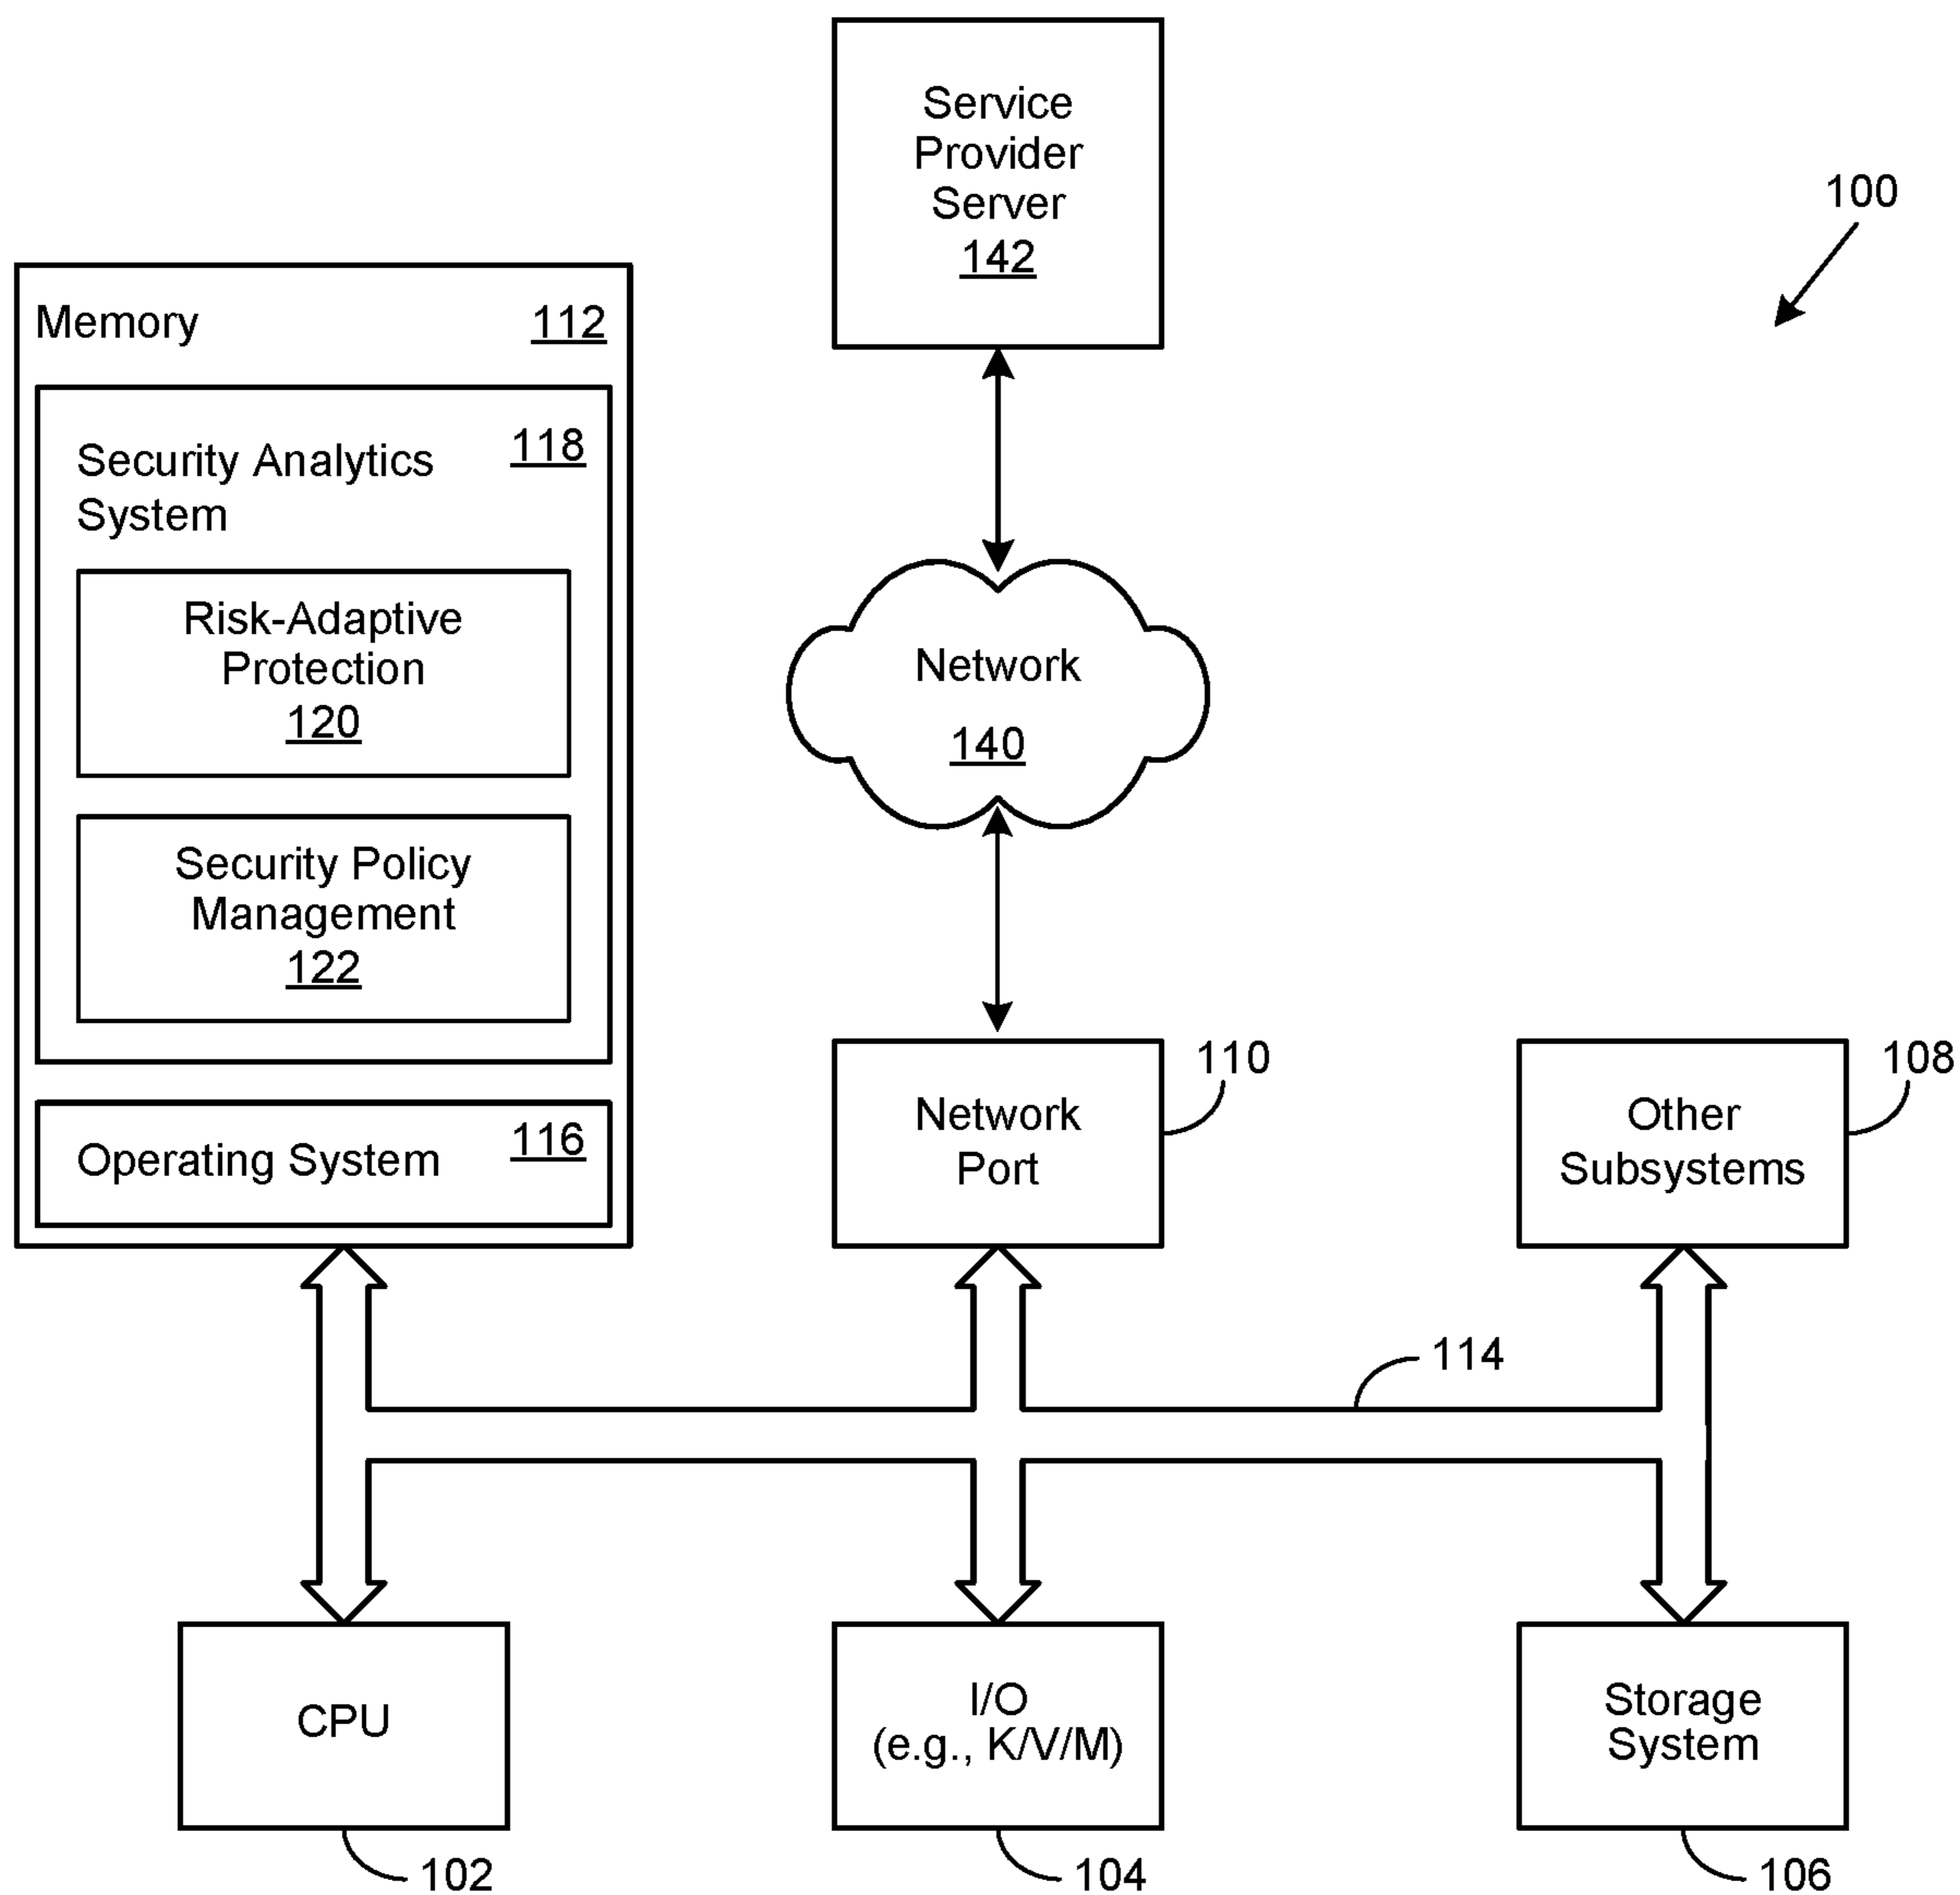 Service
Provider
Server
142
100
Memory
112
Security Analytics
System
118
Risk-Adaptive
Protection
120
Security Policy
Management
122
Operating System
116
Network
140
Network
Port
110
Other
Subsystems
108
114
CPU
102
I/O
(e.g., K/V/M)
104
Storage
System
106